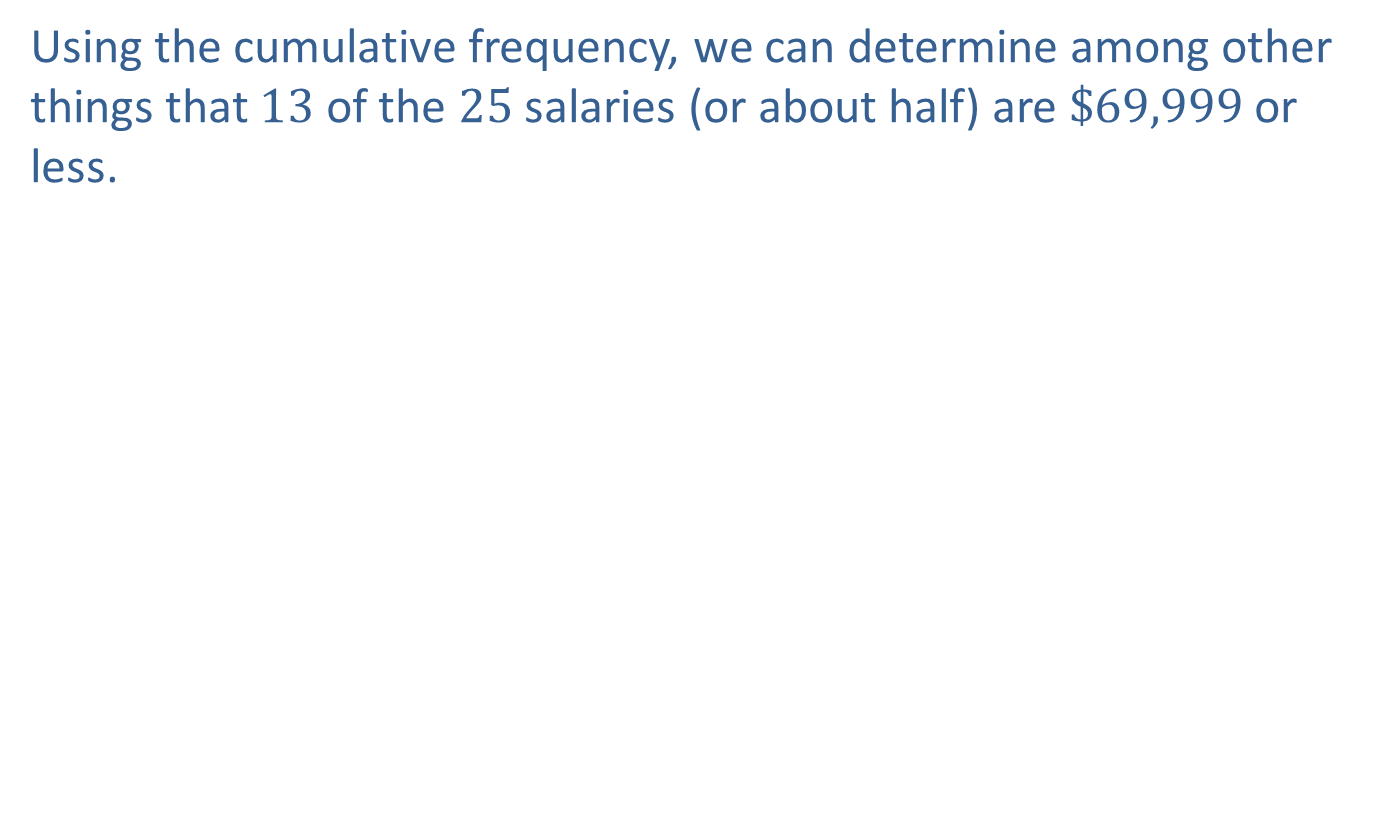 Using the cumulative frequency, we can determine among other
things that 13 of the 25 salaries (or about half) are $69,999 or
less.